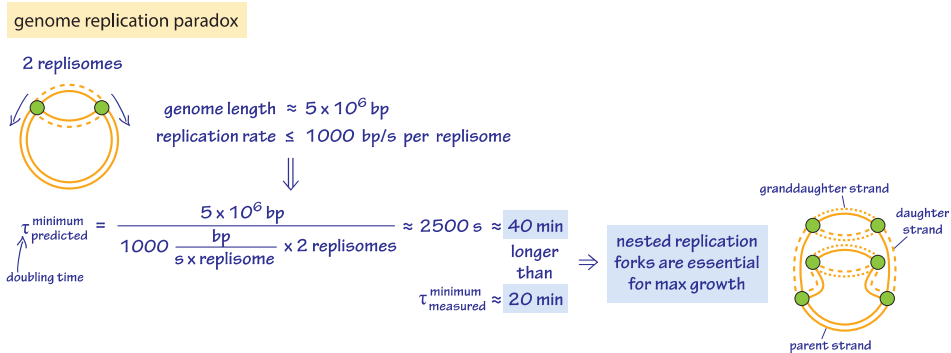 genome replication paradox
2 replisomes
genome length ≈ 5 x 10⁶ bp
replication rate ≤ 1000 bp/s per replisome
τ minimum predicted = 5 x 10⁶ bp / 1000 bp / s x replisome x 2 replisomes ≈ 2500 s ≈ 40 min
doubling time
longer
than
τ minimum measured ≈ 20 min
nested replication
forks are essential
for max growth
granddaughter strand
daughter
strand
parent strand